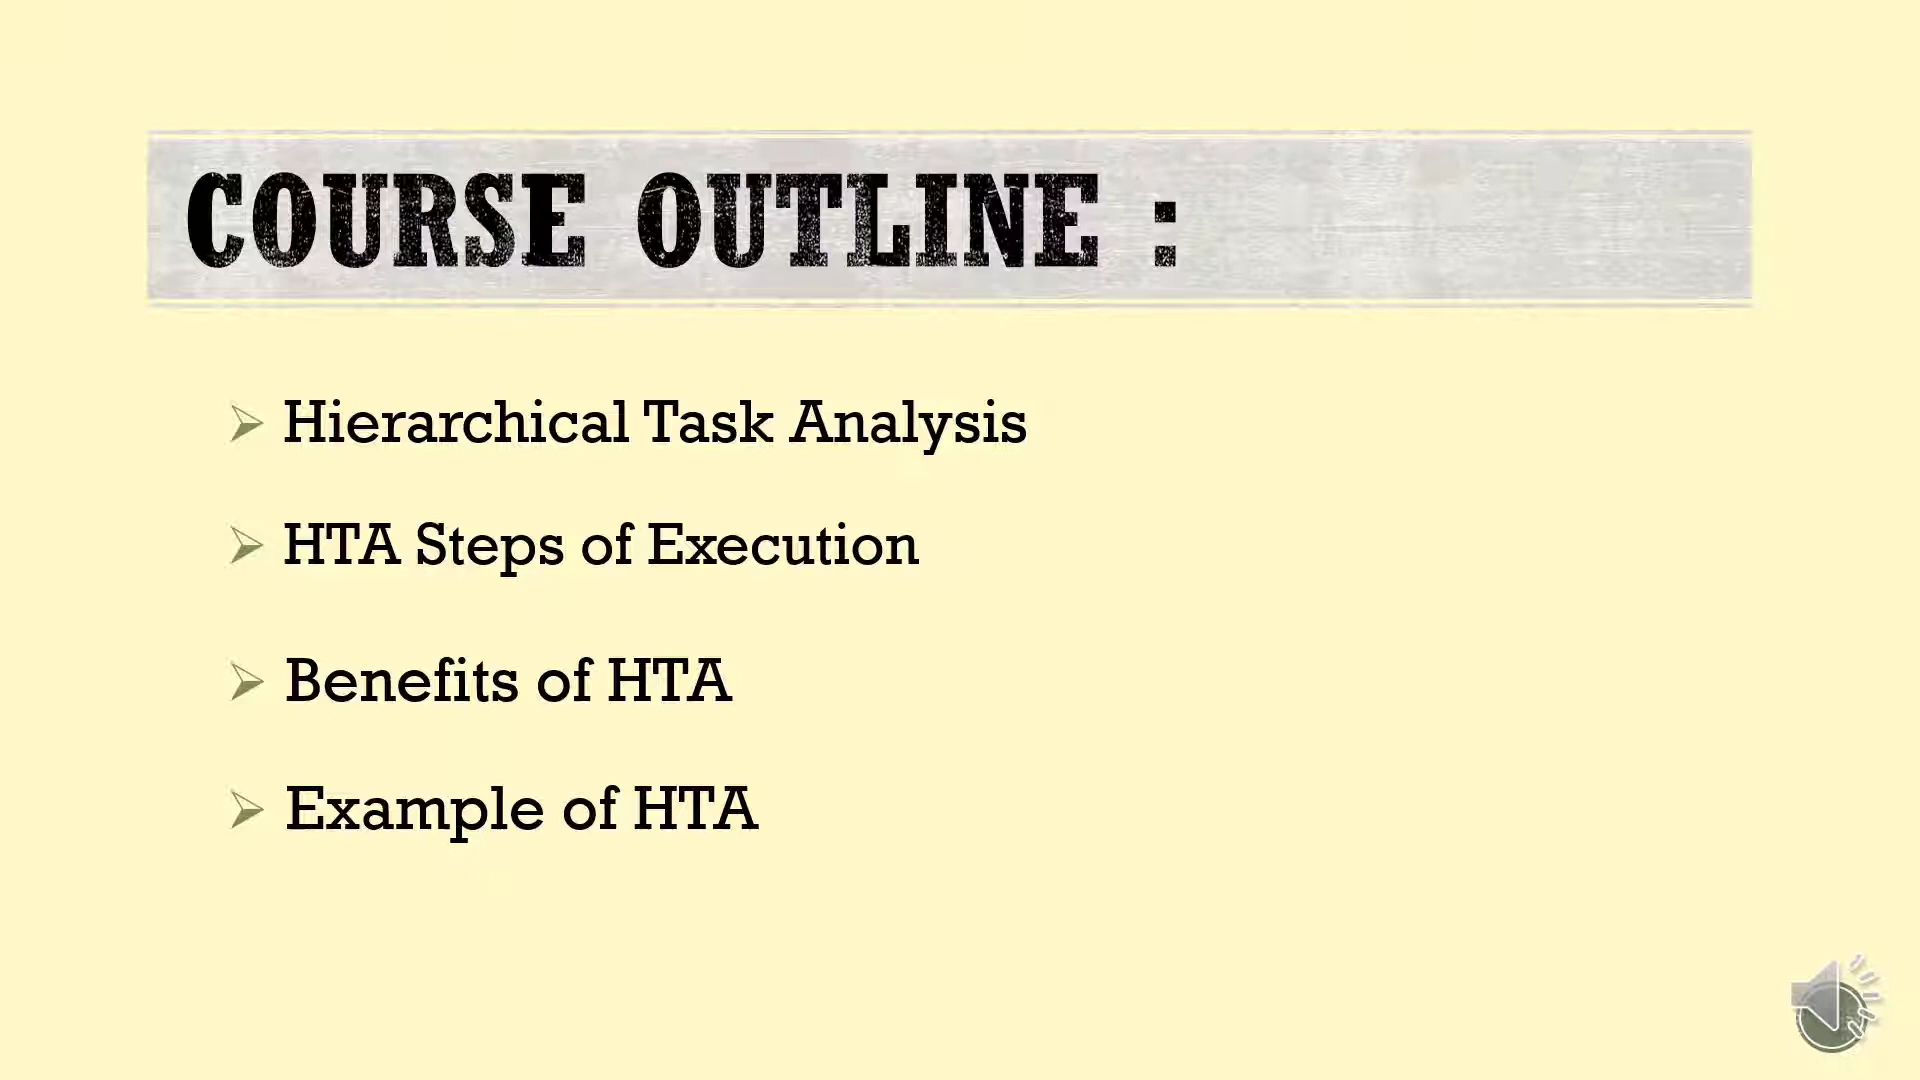 COURSE OUTLINE :
Hierarchical Task Analysis
HTA Steps of Execution
Benefits of HTA
Example of HTA